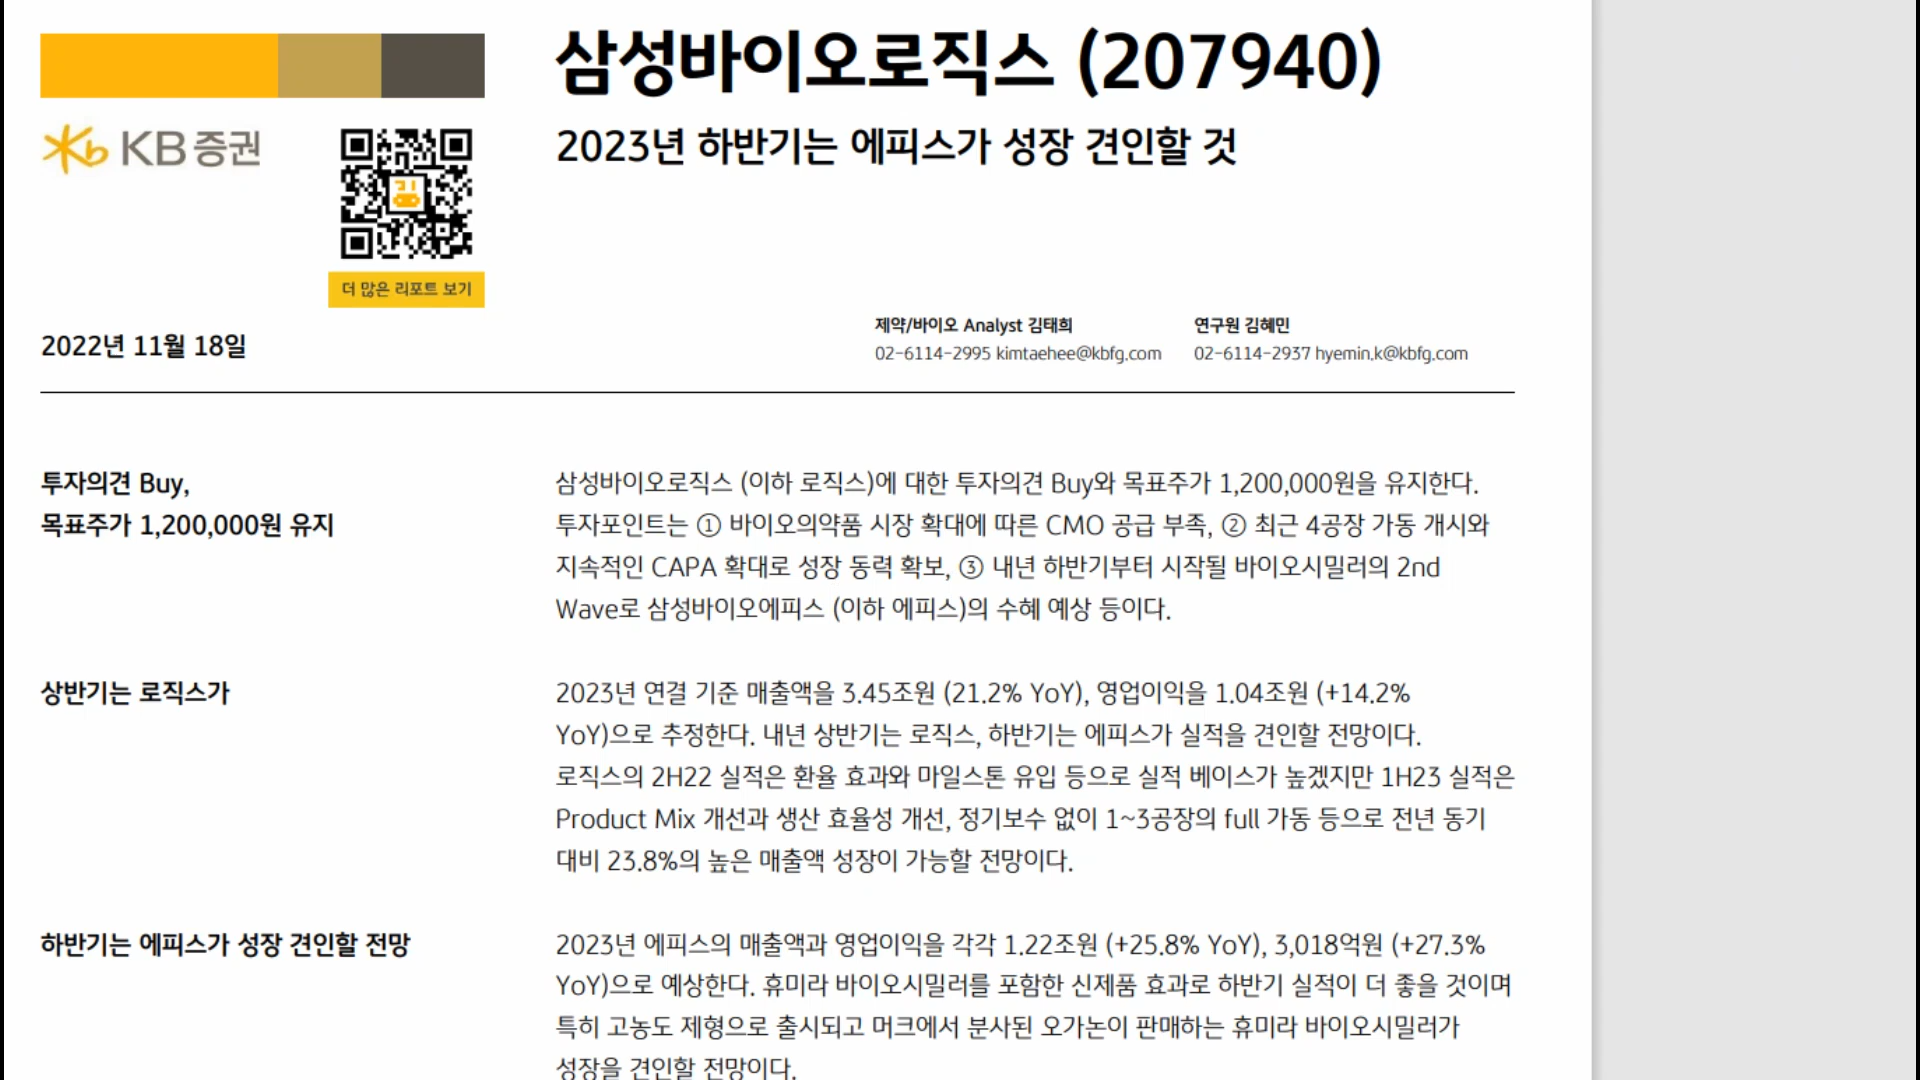 삼성바이오로직스 (207940)
2023년 하반기는 에피스가 성장 견인할 것
KB증권
더 많은 리포트 보기
2022년 11월 18일
제약/바이오 Analyst 김태희
02-6114-2995 kimtaehee@kbfg.com
연구원 김혜민
02-6114-2937 hyemin.k@kbfg.com
투자의견 Buy,
목표주가 1,200,000원 유지
삼성바이오로직스 (이하 로직스)에 대한 투자의견 Buy와 목표주가 1,200,000원을 유지한다.
투자포인트는 ① 바이오의약품 시장 확대에 따른 CMO 공급 부족, ② 최근 4공장 가동 개시와
지속적인 CAPA 확대로 성장 동력 확보, ③ 내년 하반기부터 시작될 바이오시밀러의 2nd
Wave로 삼성바이오에피스 (이하 에피스)의 수혜 예상 등이다.
상반기는 로직스가
2023년 연결 기준 매출액을 3.45조원 (21.2% YoY), 영업이익을 1.04조원 (+14.2%
YoY)으로 추정한다. 내년 상반기는 로직스, 하반기는 에피스가 실적을 견인할 전망이다.
로직스의 2H22 실적은 환율 효과와 마일스톤 유입 등으로 실적 베이스가 높겠지만 1H23 실적은
Product Mix 개선과 생산 효율성 개선, 정기보수 없이 1~3공장의 full 가동 등으로 전년 동기
대비 23.8%의 높은 매출액 성장이 가능할 전망이다.
하반기는 에피스가 성장 견인할 전망
2023년 에피스의 매출액과 영업이익을 각각 1.22조원 (+25.8% YoY), 3,018억원 (+27.3%
YoY)으로 예상한다. 휴미라 바이오시밀러를 포함한 신제품 효과로 하반기 실적이 더 좋을 것이며
특히 고농도 제형으로 출시되고 머크에서 분사된 오가논이 판매하는 휴미라 바이오시밀러가
성장을 견인할 전망이다.